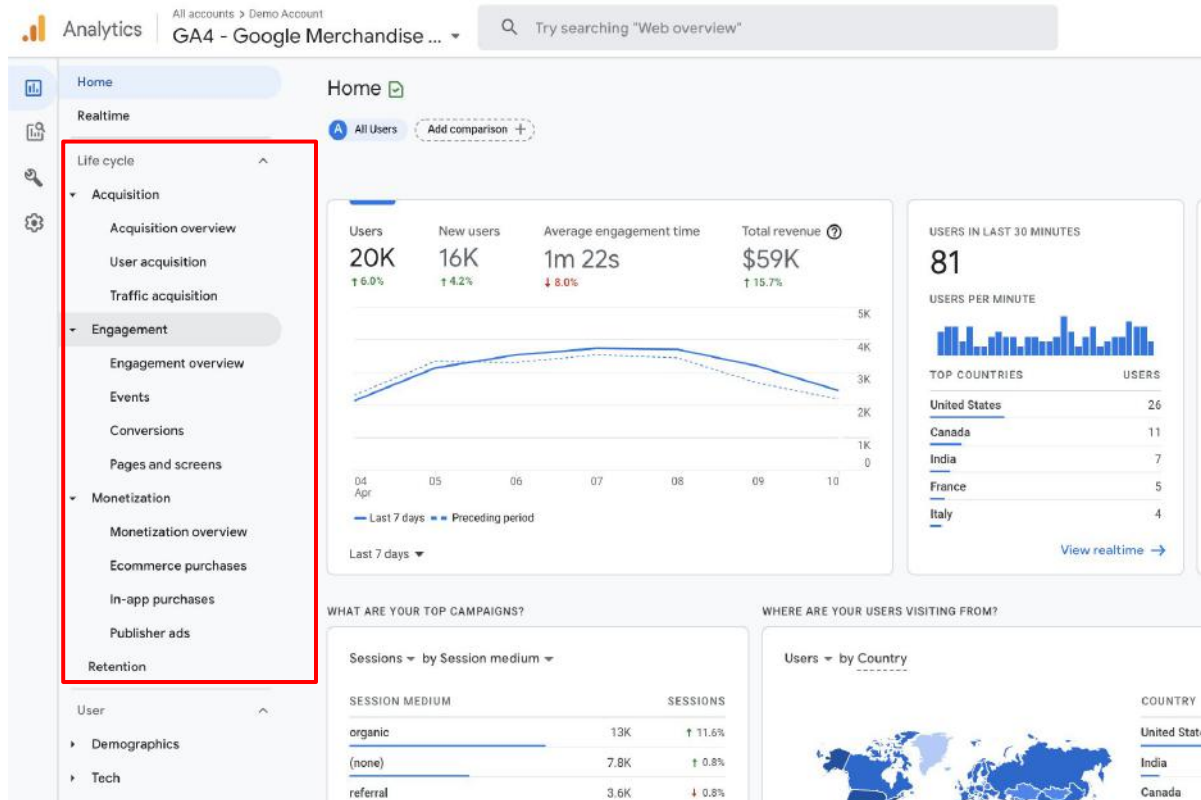 Analytics
All accounts > Demo Account
GA4 - Google Merchandise ...
Try searching "Web overview"
Home
Realtime
Life cycle
Acquisition
Acquisition overview
User acquisition
Traffic acquisition
Engagement
Engagement overview
Events
Conversions
Pages and screens
Monetization
Monetization overview
Ecommerce purchases
In-app purchases
Publisher ads
Retention
User
Demographics
Tech
Home
A All Users
Add comparison +
Users
20K
↑ 6.0%
New users
16K
↑ 4.2%
Average engagement time
1m 22s
↓ 8.0%
Total revenue ?
$59K
↑ 15.7%
5K
4K
3K
2K
1K
0
04 05 06 07 08 09 10
Apr
Last 7 days Preceding period
Last 7 days
USERS IN LAST 30 MINUTES
81
USERS PER MINUTE
TOP COUNTRIES USERS
United States 26
Canada 11
India 7
France 5
Italy 4
View realtime →
WHAT ARE YOUR TOP CAMPAIGNS?
Sessions by Session medium
SESSION MEDIUM SESSIONS
organic 13K ↑ 11.6%
(none) 7.8K ↑ 0.8%
referral 3.6K ↓ 0.8%
WHERE ARE YOUR USERS VISITING FROM?
Users by Country
COUNTRY
United State
India
Canada